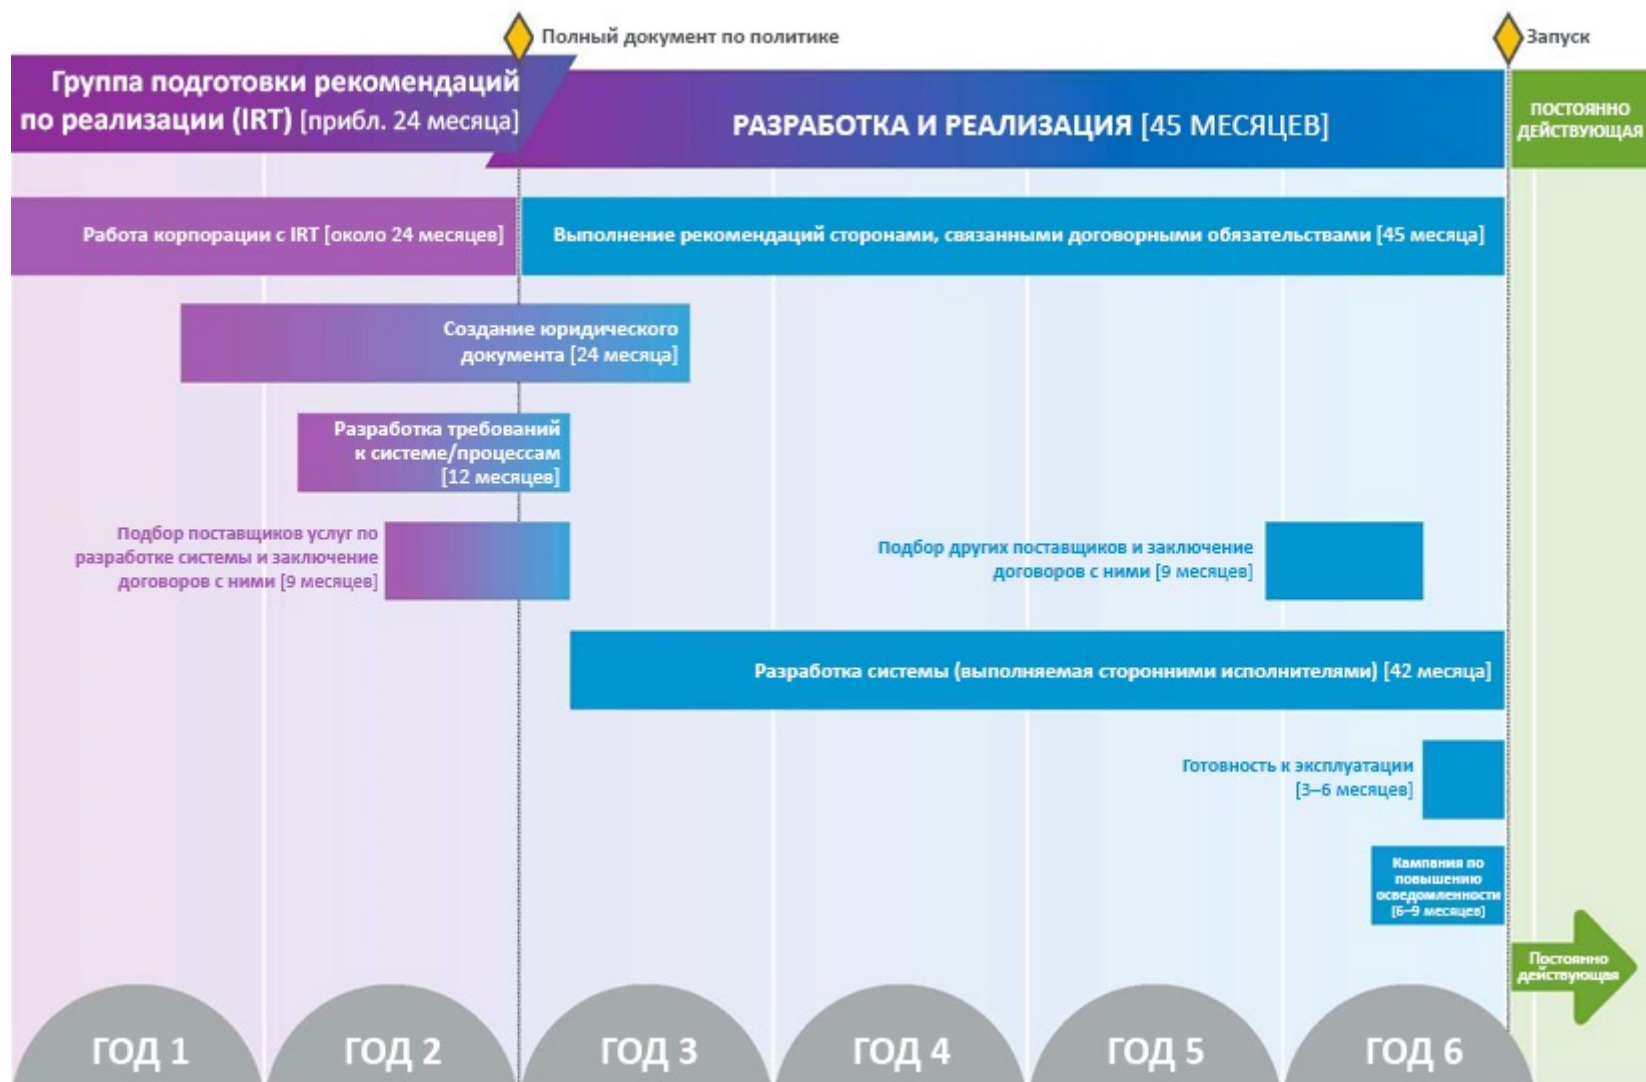 Полный документ по политике
Запуск
Группа подготовки рекомендаций
по реализации (IRT) [прибл. 24 месяца]
РАЗРАБОТКА И РЕАЛИЗАЦИЯ [45 МЕСЯЦЕВ]
ПОСТОЯННО
ДЕЙСТВУЮЩАЯ
Работа корпорации с IRT [около 24 месяцев]
Выполнение рекомендаций сторонами, связанными договорными обязательствами [45 месяца]
Создание юридического
документа [24 месяца]
Разработка требований
к системе/процессам
[12 месяцев]
Подбор поставщиков услуг по
разработке системы и заключение
договоров с ними [9 месяцев]
Подбор других поставщиков и заключение
договоров с ними [9 месяцев]
Разработка системы (выполняемая сторонними исполнителями) [42 месяца]
Готовность к эксплуатации
[3–6 месяцев]
Кампания по
повышению
осведомленности
[6–9 месяцев]
Постоянно
действующая
ГОД 1
ГОД 2
ГОД 3
ГОД 4
ГОД 5
ГОД 6